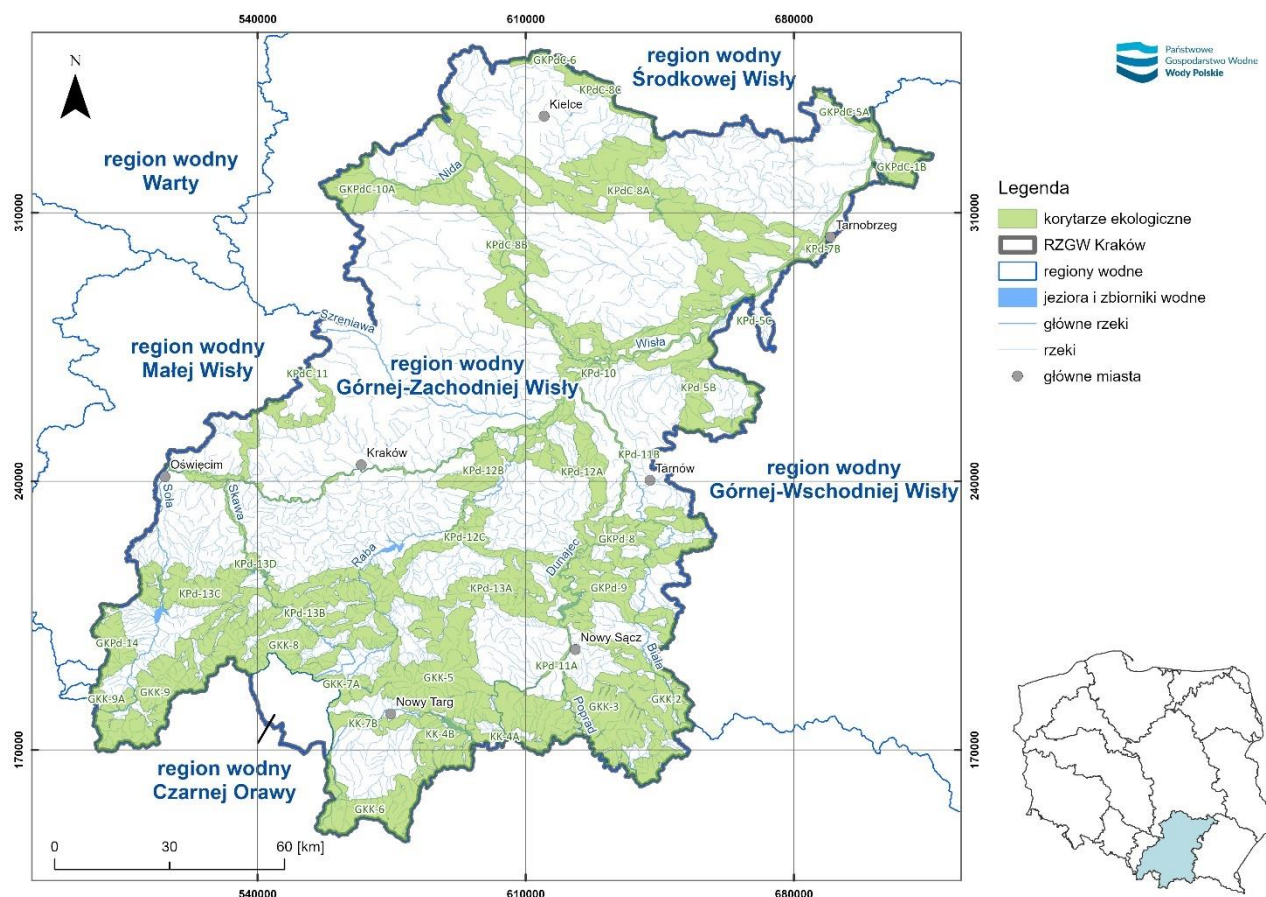 540000
610000
680000
Państwowe
Gospodarstwo Wodne
Wody Polskie
N
region wodny
Środkowej Wisły
GKPdC-6
KPdC-8C
Kielce
GKPdC-5A
GKPdC-1B
region wodny
Warty
Nida
GKPdC-10A
KPdC-8A
310000
310000
Tarnobrzeg
KPd-7B
KPdC-8B
Legenda
korytarze ekologiczne
RZGW Kraków
regiony wodne
jeziora i zbiorniki wodne
główne rzeki
rzeki
główne miasta
Szreniawa
KPd-5C
Wisła
region wodny
Małej Wisły
region wodny
Górnej-Zachodniej Wisły
KPdC-11
KPd-10
KPd-5B
Oświęcim
Kraków
KPd-12B
KPd-12A
KPd-11B
Tarnów
region wodny
Górnej-Wschodniej Wisły
240000
240000
Soła
Skawa
KPd-12C
GKPd-8
Raba
Dunajec
KPd-13D
KPd-13C
KPd-13B
KPd-13A
GKPd-9
GKPd-14
GKK-8
Nowy Sącz
Biała
KPd-11A
GKK-9A
GKK-9
GKK-7A
GKK-5
GKK-3
GKK-2
Nowy Targ
KK-7B
KK-4B
KK-4A
Poprad
170000
170000
region wodny
Czarnej Orawy
GKK-6
0
30
60 [km]
540000
610000
680000